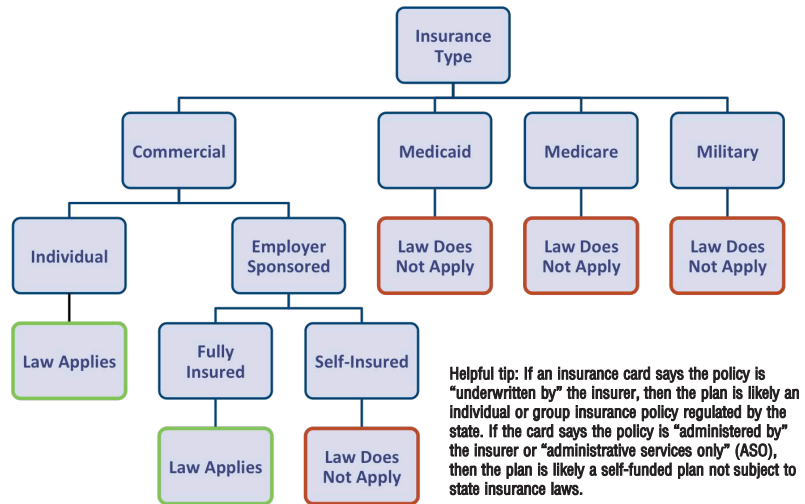 Insurance
Type
Commercial
Medicaid
Medicare
Military
Individual
Employer
Sponsored
Law Does
Not Apply
Law Does
Not Apply
Law Does
Not Apply
Law Applies
Fully
Insured
Self-Insured
Law Applies
Law Does
Not Apply
Helpful tip: If an insurance card says the policy is
“underwritten by” the insurer, then the plan is likely an
individual or group insurance policy regulated by the
state. If the card says the policy is “administered by”
the insurer or “administrative services only” (ASO),
then the plan is likely a self-funded plan not subject to
state insurance laws.